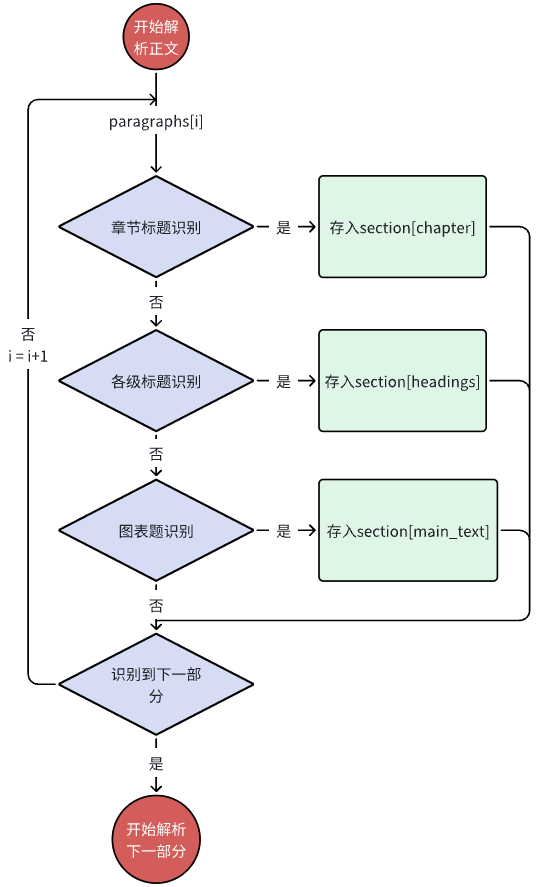 开始解
析正文
paragraphs[i]
章节标题识别
是
存入section[chapter]
否
否
i = i+1
各级标题识别
是
存入section[headings]
否
图表题识别
是
存入section[main_text]
否
识别到下一部
分
是
开始解析
下一部分